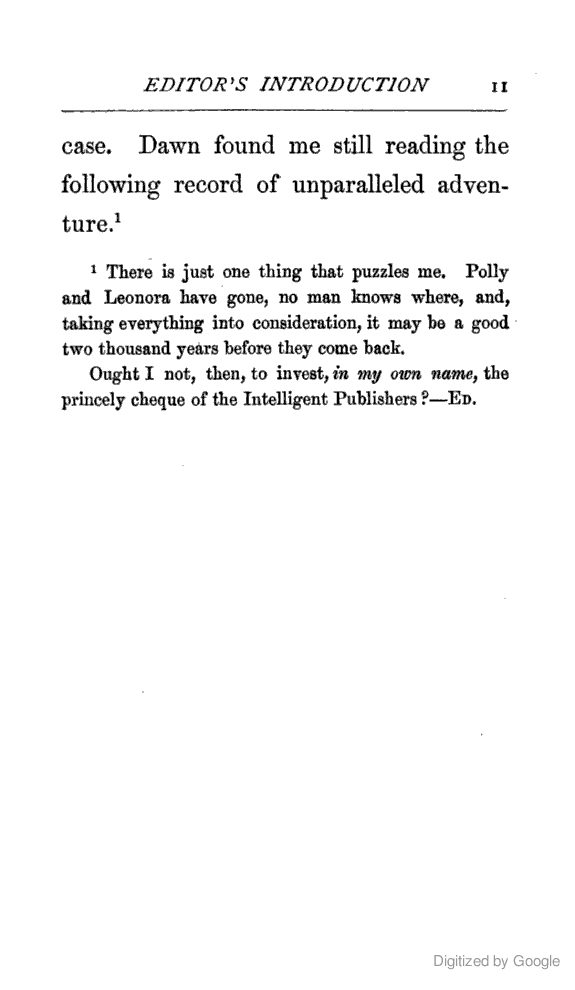 EDITOR'S INTRODUCTION 11
case. Dawn found me still reading the
following record of unparalleled adven-
ture.¹
¹ There is just one thing that puzzles me. Polly
and Leonora have gone, no man knows where, and,
taking everything into consideration, it may be a good
two thousand years before they come back.
Ought I not, then, to invest, in my own name, the
princely cheque of the Intelligent Publishers?—ED.
Digitized by Google